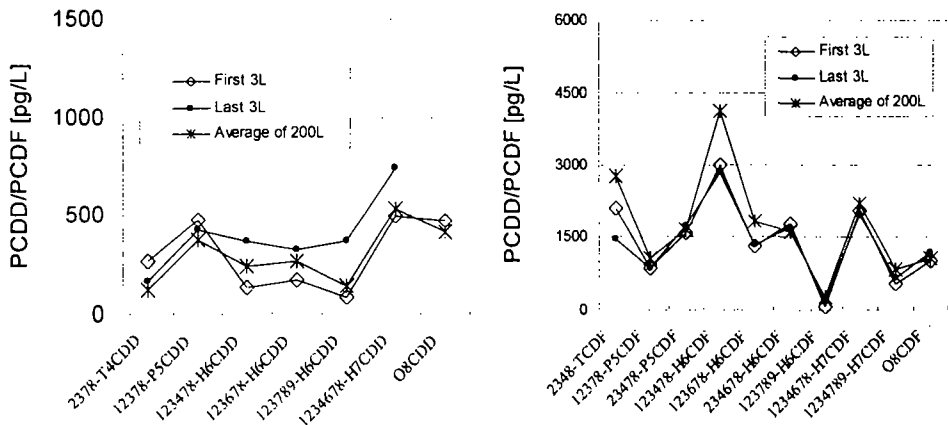 PCDD/PCDF [pg/L]
1500
1000
500
0
First 3L
Last 3L
Average of 200L
2378-T4CDD
12378-P5CDD
123478-H6CDD
123678-H6CDD
123789-H6CDD
1234678-H7CDD
O8CDD
PCDD/PCDF [pg/L]
6000
4500
3000
1500
0
First 3L
Last 3L
Average of 200L
2348-TCDF
12378-P5CDF
23478-P5CDF
123478-H6CDF
123678-H6CDF
234678-H6CDF
123789-H6CDF
1234678-H7CDF
1234789-H7CDF
O8CDF